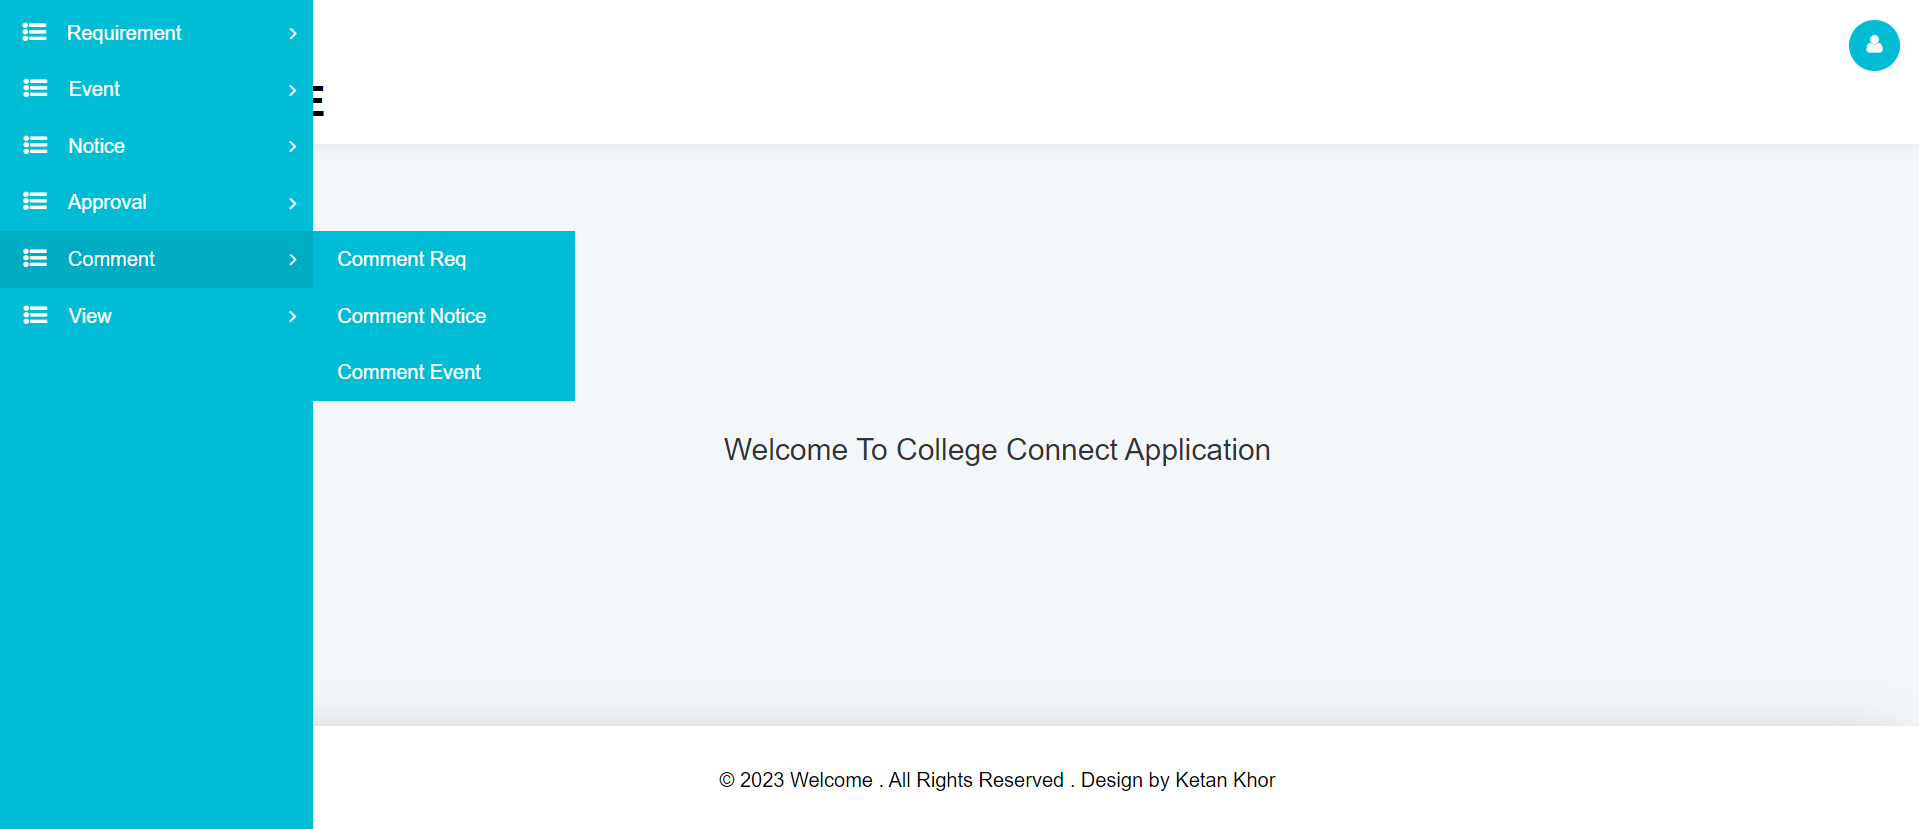 Requirement
Event
E
Notice
Approval
Comment
Comment Req
View
Comment Notice
Comment Event
Welcome To College Connect Application
© 2023 Welcome . All Rights Reserved . Design by Ketan Khor